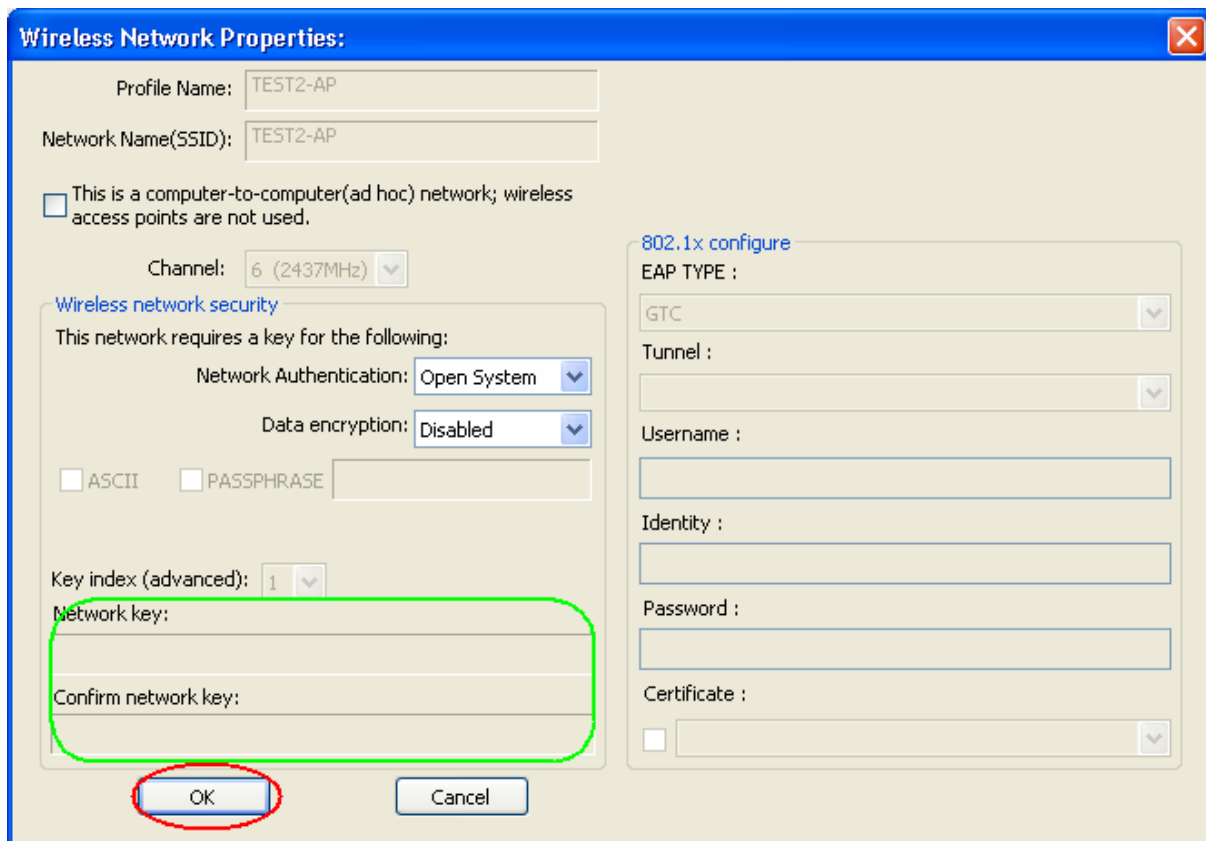 Wireless Network Properties:
Profile Name: TEST2-AP
Network Name(SSID): TEST2-AP
This is a computer-to-computer(ad hoc) network; wireless
access points are not used.
Channel: 6 (2437MHz)
Wireless network security
This network requires a key for the following:
Network Authentication: Open System
Data encryption: Disabled
ASCII PASSPHRASE
Key index (advanced): 1
Network key:
Confirm network key:
OK Cancel
802.1x configure
EAP TYPE :
GTC
Tunnel :
Username :
Identity :
Password :
Certificate :